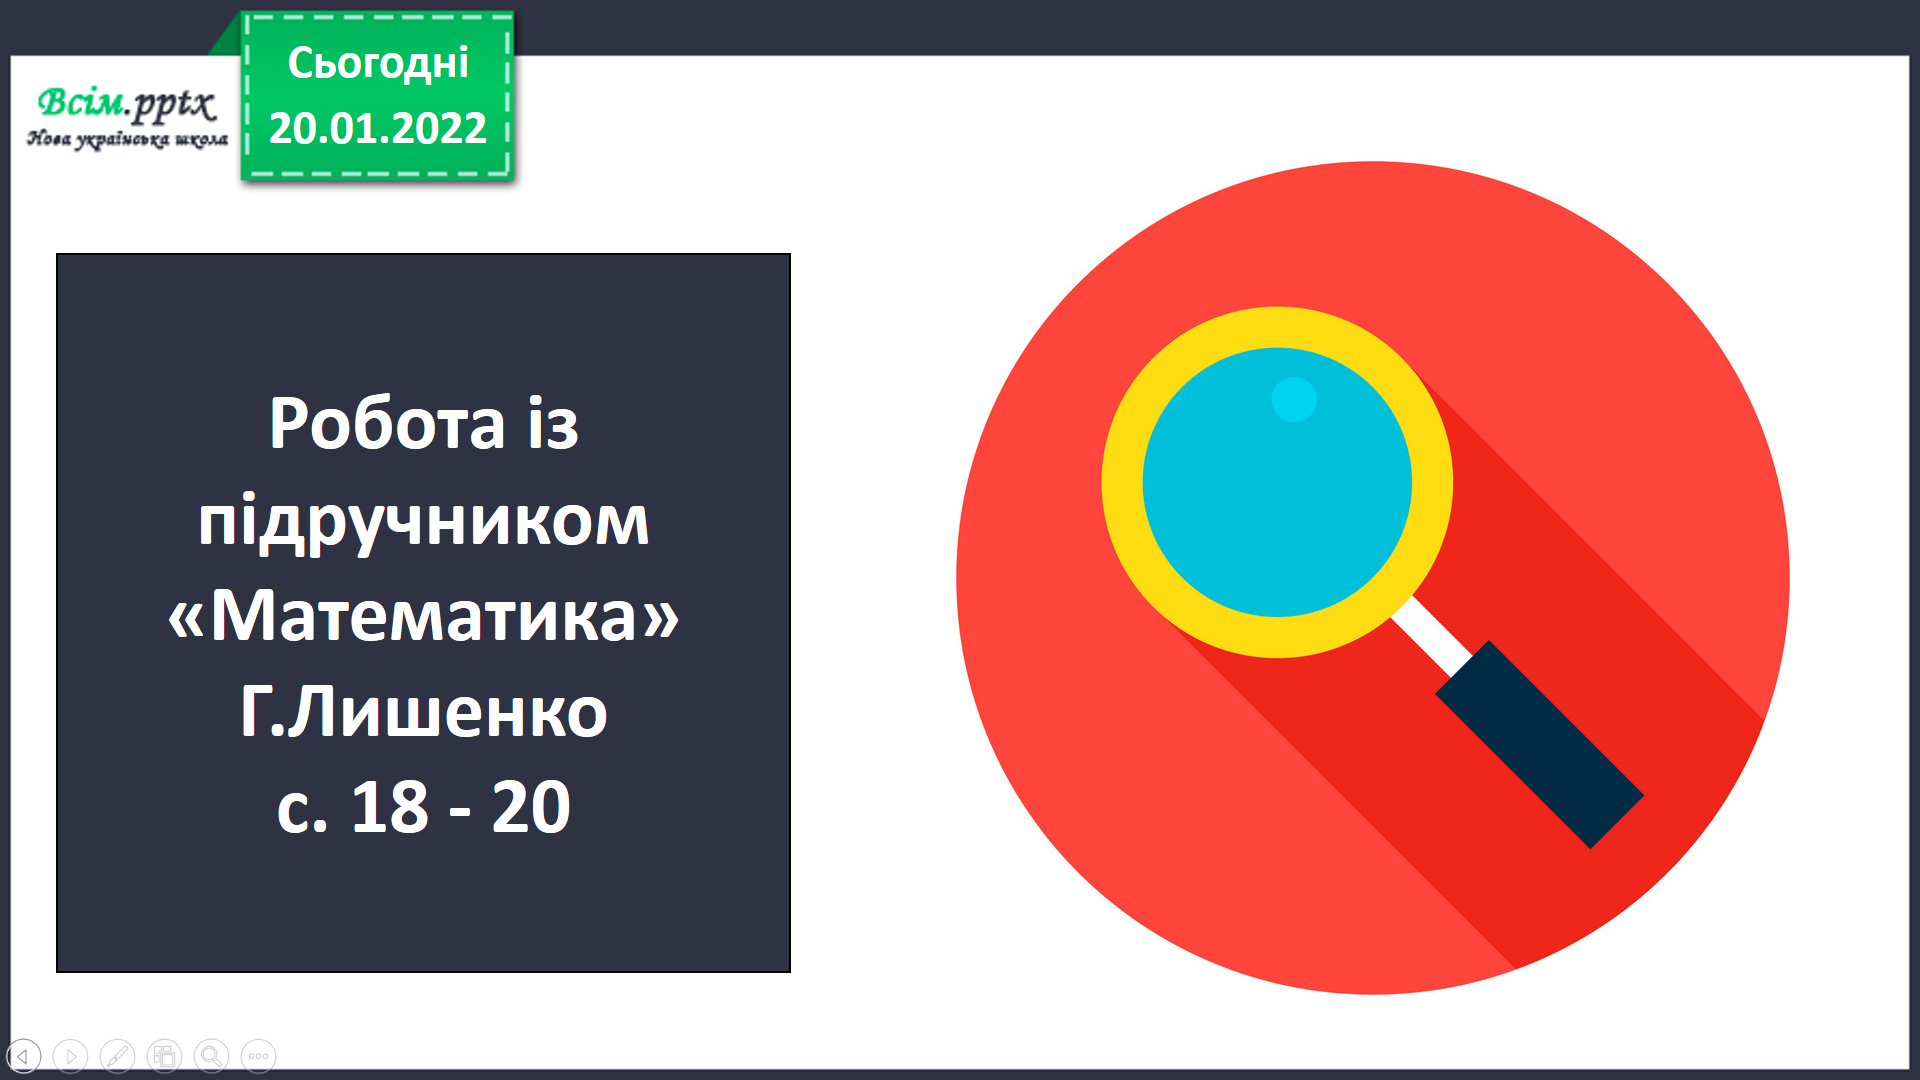 Сьогодні
20.01.2022
Всім.pptx
Нова українська школа
Робота із
підручником
«Математика»
Г.Лишенко
с. 18 - 20